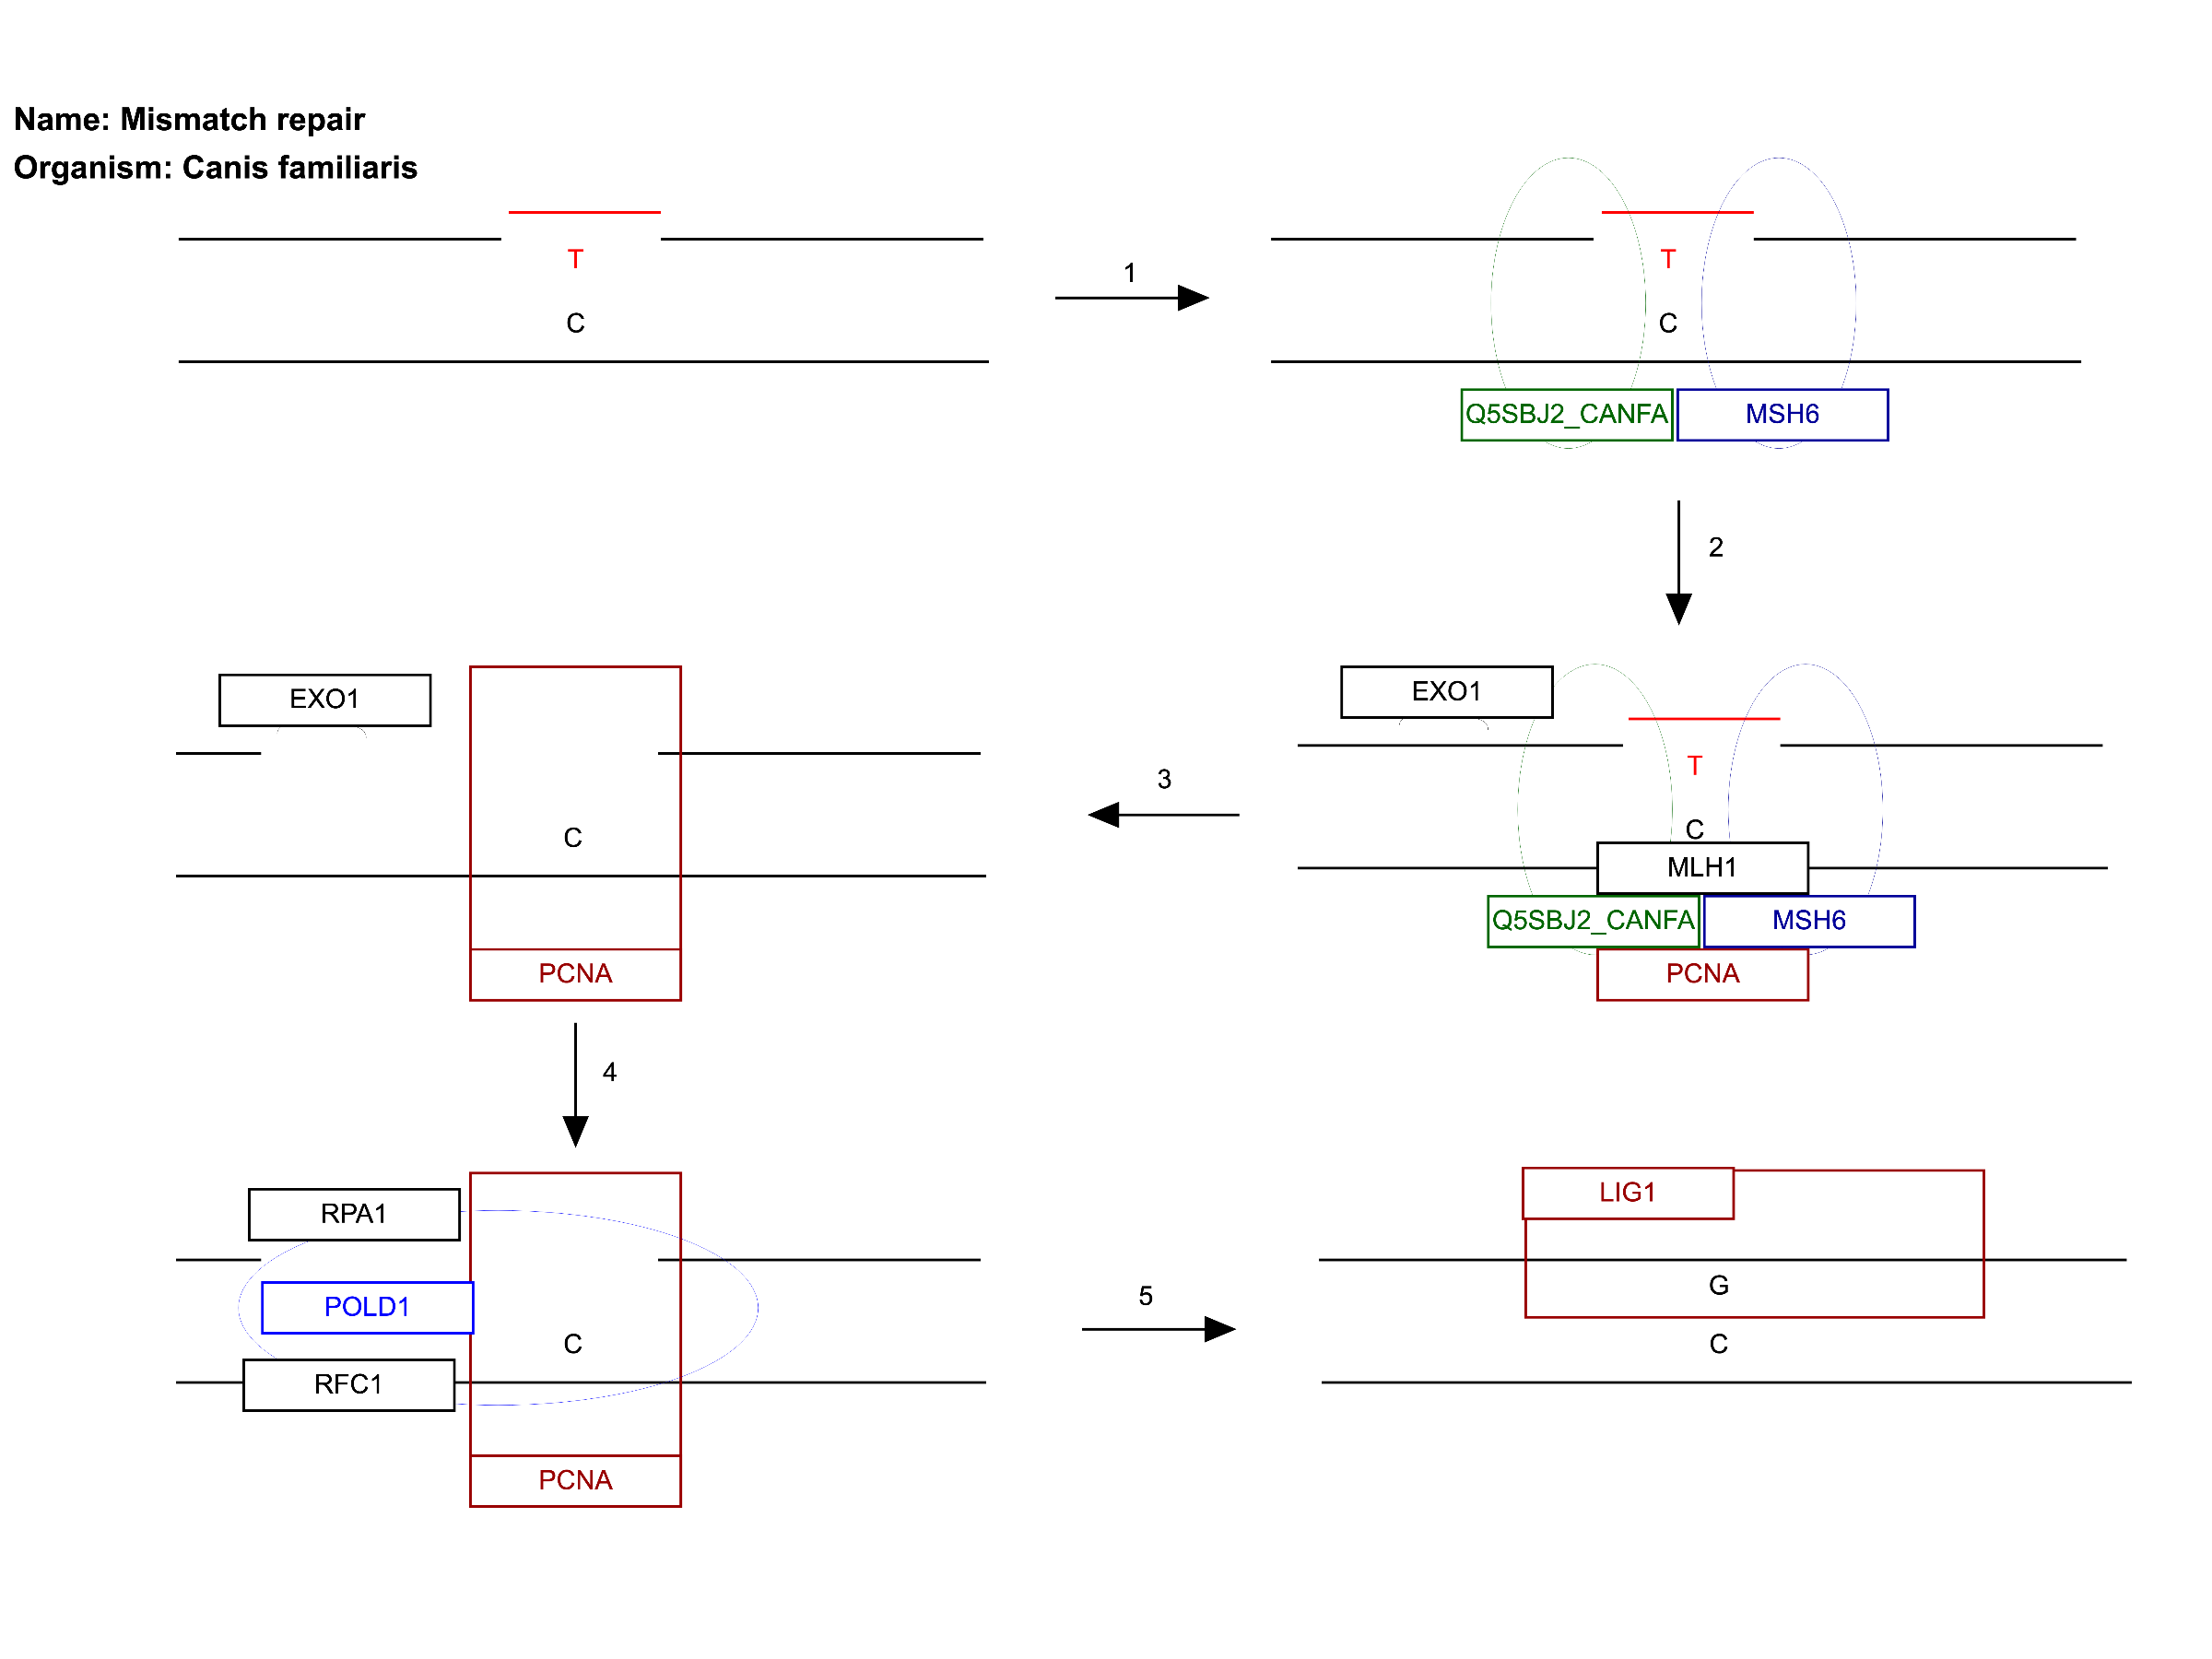 Name: Mismatch repair
Organism: Canis familiaris
T
C
1
T
C
Q5SBJ2_CANFA
MSH6
2
EXO1
T
C
MLH1
Q5SBJ2_CANFA
MSH6
PCNA
3
EXO1
C
PCNA
4
RPA1
POLD1
C
RFC1
PCNA
5
LIG1
G
C